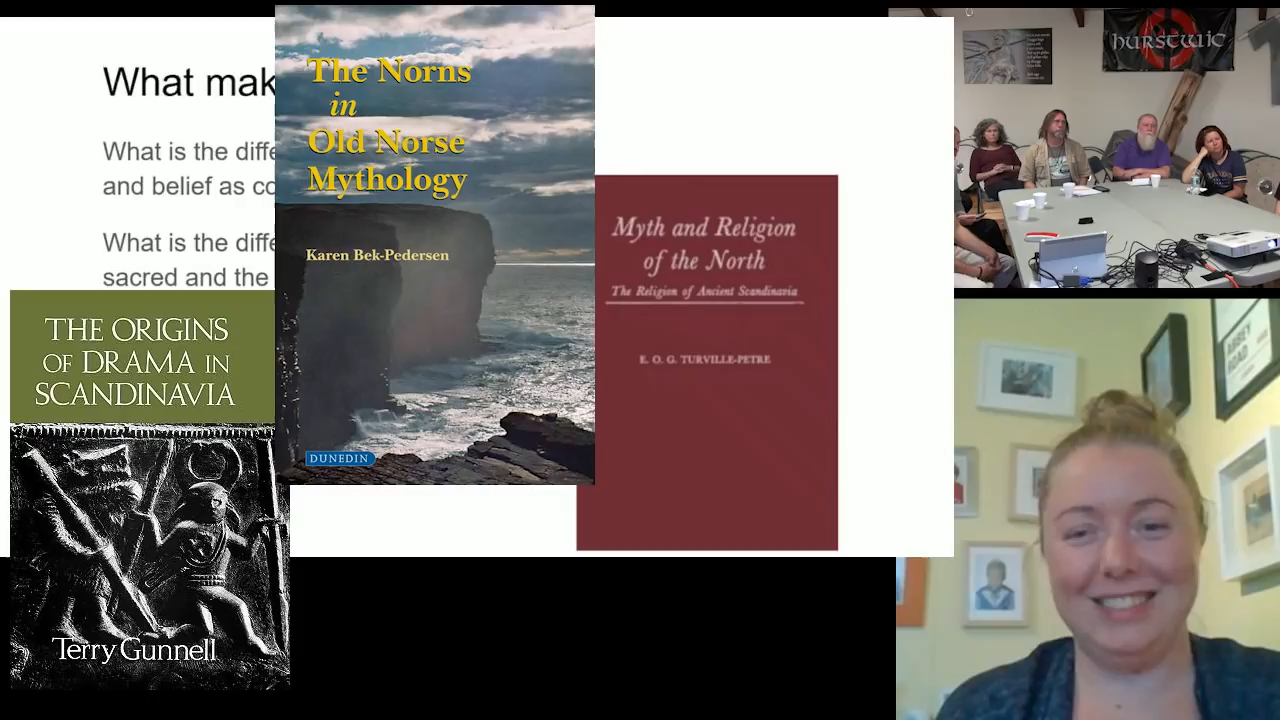 What mak
What is the diffe
and belief as co
What is the diffe
sacred and the
The Norns
in
Old Norse
Mythology
Karen Bek-Pedersen
DUNEDIN
THE ORIGINS
OF DRAMA IN
SCANDINAVIA
Terry Gunnell
Myth and Religion
of the North
The Religion of Ancient Scandinavia
E. O. G. TURVILLE-PETRE
hurstwic
ABBEY
ROAD